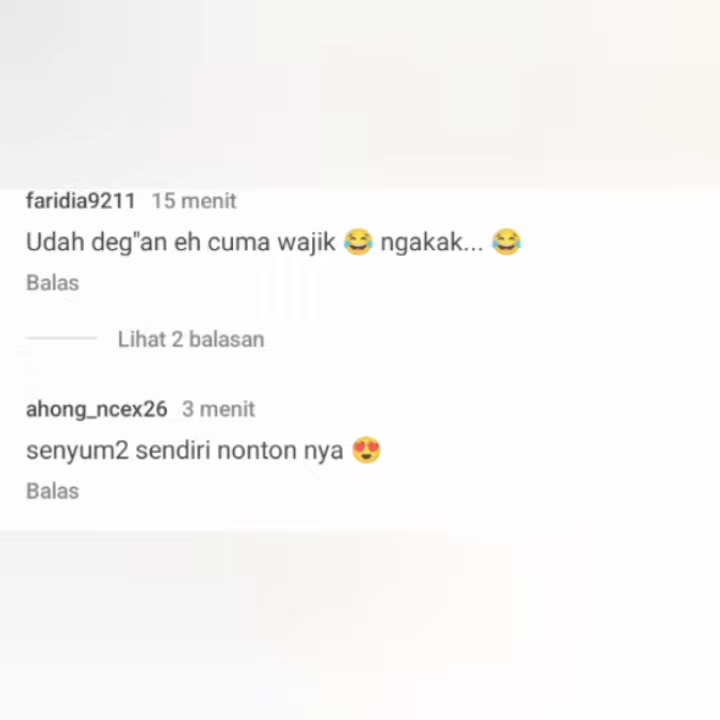 faridia9211 15 menit
Udah deg"an eh cuma wajik 😂 ngakak... 😂
Balas
Lihat 2 balasan
ahong_ncex26 3 menit
senyum2 sendiri nonton nya 😍
Balas